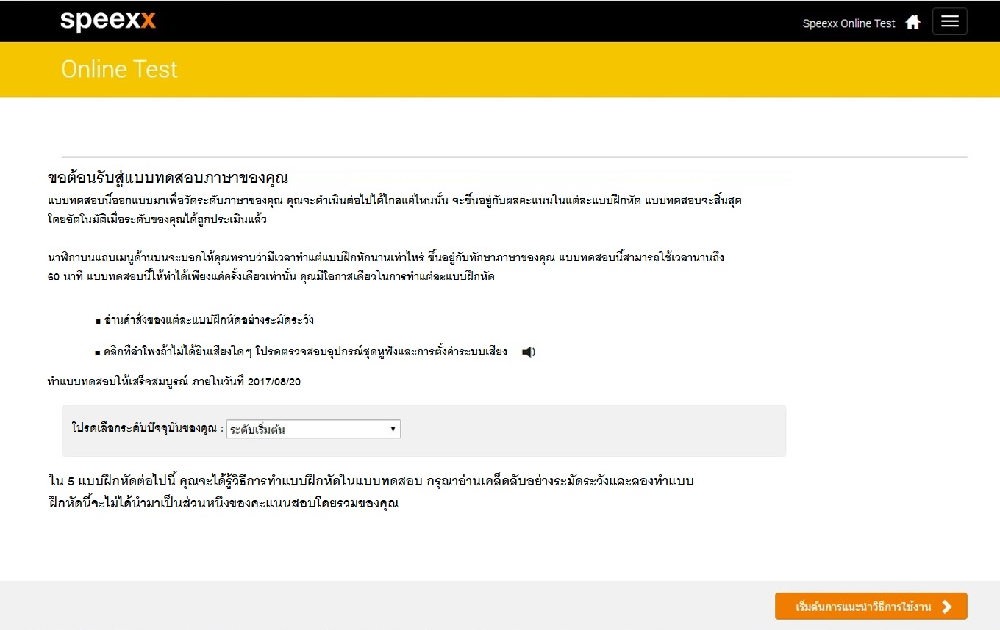 speexx
Speexx Online Test
Online Test
ขอต้อนรับสู่แบบทดสอบภาษาของคุณ
แบบทดสอบนี้ออกแบบมาเพื่อวัดระดับภาษาของคุณ คุณจะดำเนินต่อไปได้ไกลแค่ไหนนั้น จะขึ้นอยู่กับผลคะแนนในแต่ละแบบฝึกหัด แบบทดสอบจะสิ้นสุด
โดยอัตโนมัติเมื่อระดับของคุณได้ถูกประเมินแล้ว
นาฬิกาบนแถบเมนูด้านบนจะบอกให้คุณทราบว่ามีเวลาทำแต่แบบฝึกหักนานเท่าไหร่ ขึ้นอยู่กับทักษาภาษาของคุณ แบบทดสอบนี้สามารถใช้เวลานานถึง
60 นาที แบบทดสอบนี้ให้ทำได้เพียงแค่ครั้งเดียวเท่านั้น คุณมีโอกาสเดียวในการทำแต่ละแบบฝึกหัด
▪ อ่านคำสั่งของแต่ละแบบฝึกหัดอย่างระมัดระวัง
▪ คลิกที่ลำโพงถ้าไม่ได้ยินเสียงใดๆ โปรดตรวจสอบอุปกรณ์ชุดหูฟังและการตั้งค่าระบบเสียง
ทำแบบทดสอบให้เสร็จสมบูรณ์ ภายในวันที่ 2017/08/20
โปรดเลือกระดับปัจจุบันของคุณ : ระดับเริ่มต้น
ใน 5 แบบฝึกหัดต่อไปนี้ คุณจะได้รู้วิธีการทำแบบฝึกหัดในแบบทดสอบ กรุณาอ่านเคล็ดลับอย่างระมัดระวังและลองทำแบบ
ฝึกหัดนี้จะไม่ได้นำมาเป็นส่วนหนึ่งของคะแนนสอบโดยรวมของคุณ
เริ่มต้นการแนะนำวิธีการใช้งาน